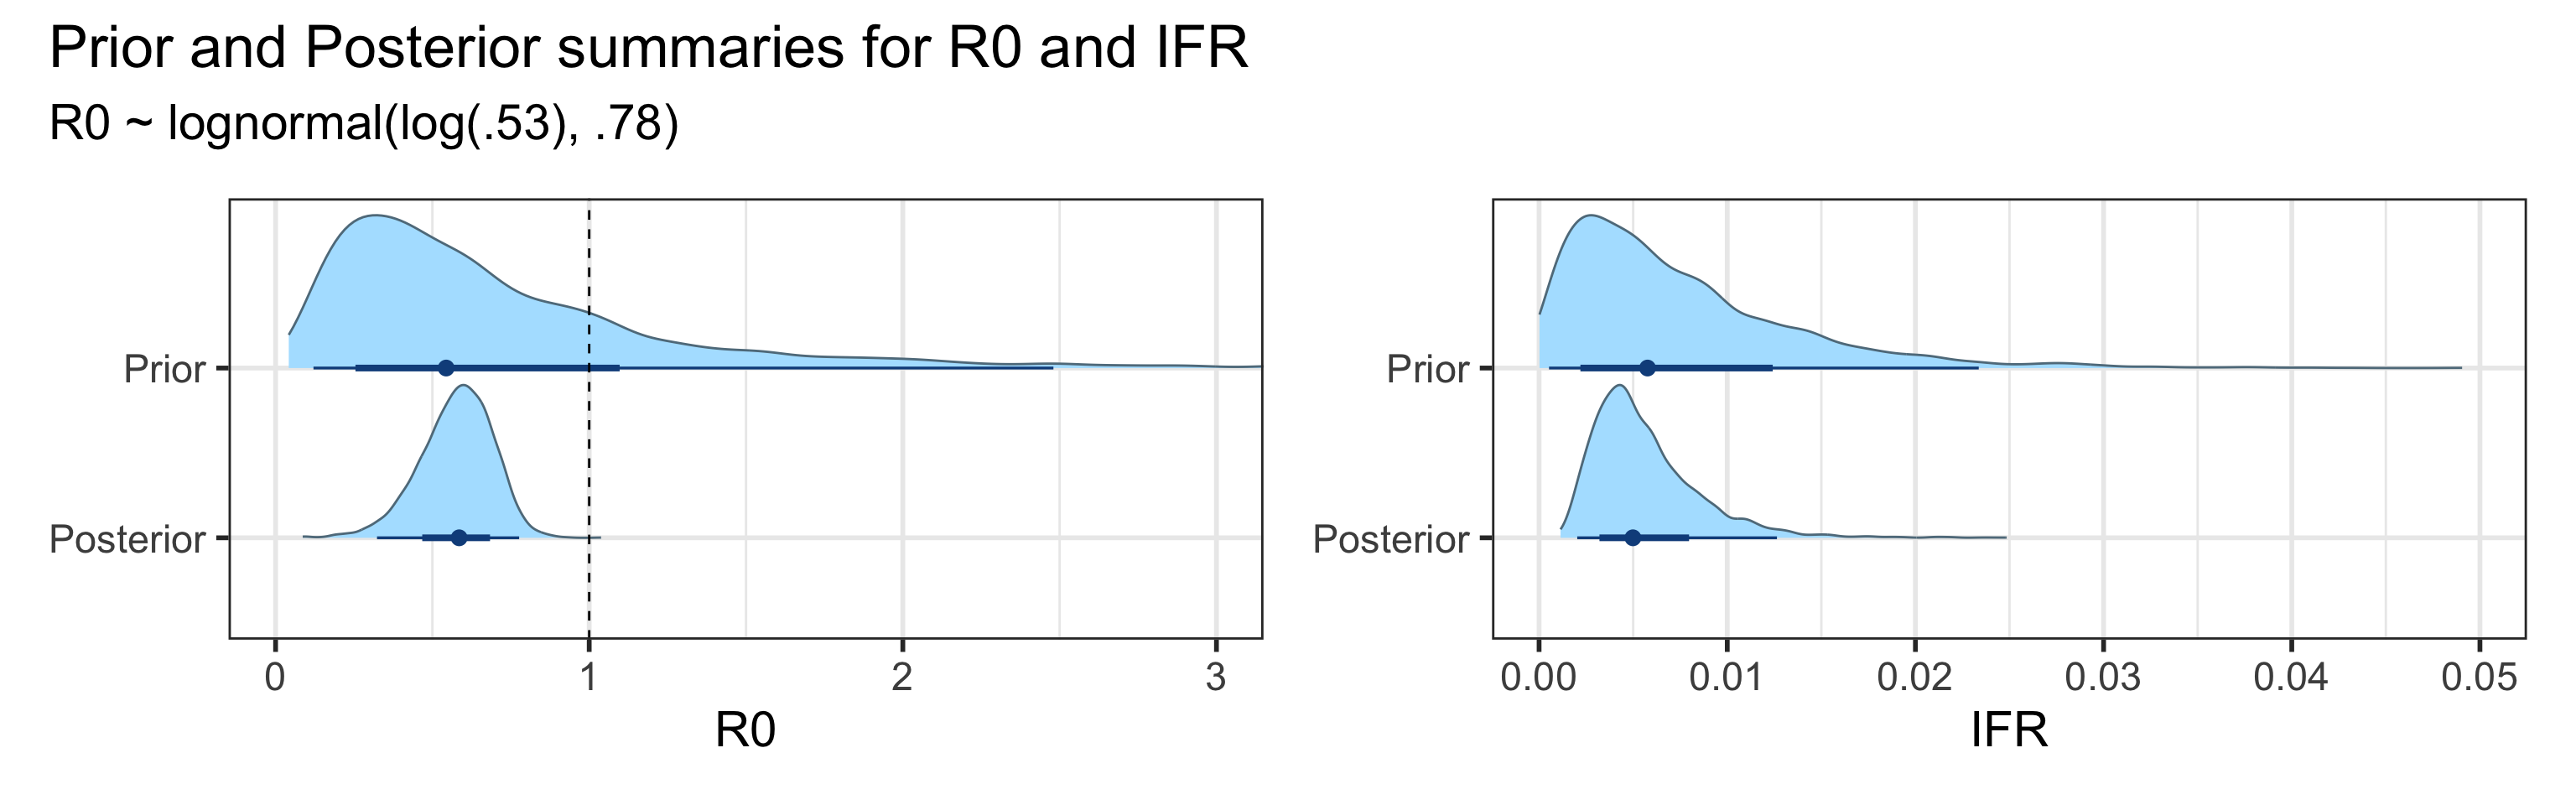 Prior and Posterior summaries for R0 and IFR
R0 ~ lognormal(log(.53), .78)
Prior
Posterior
0 1 2 3
R0
Prior
Posterior
0.00 0.01 0.02 0.03 0.04 0.05
IFR